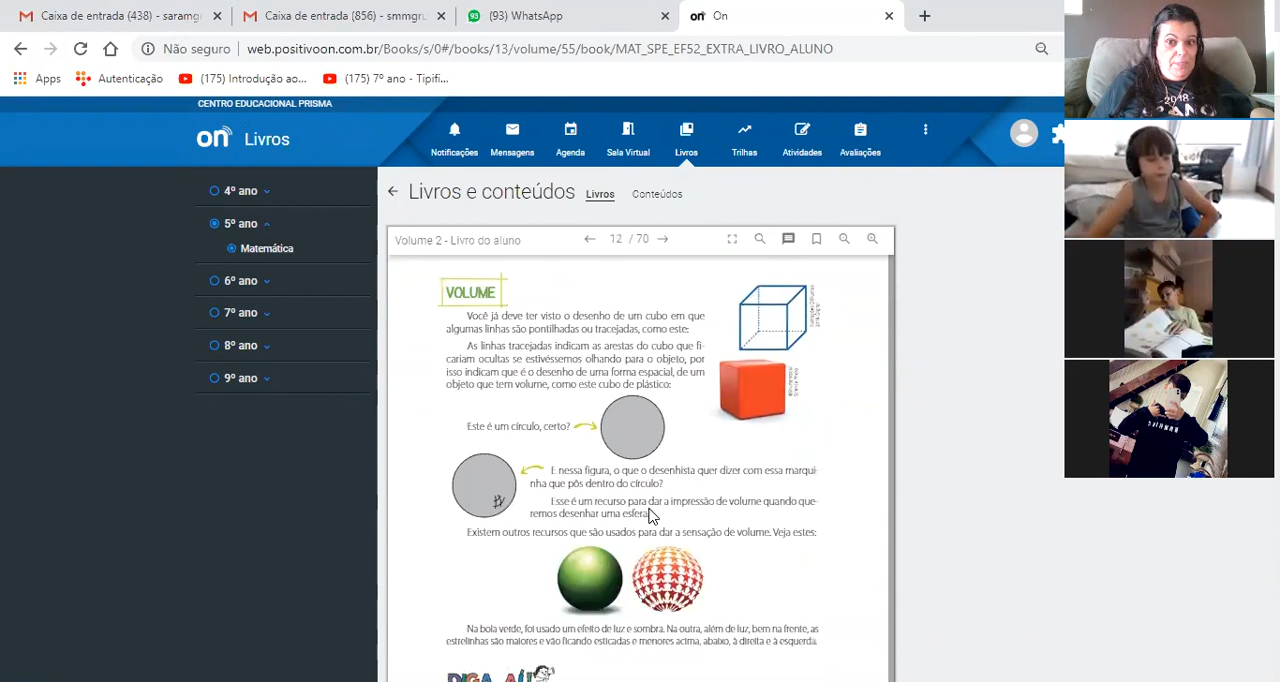 Caixa de entrada (438) - saramgr
Caixa de entrada (856) - smmgru
(93) WhatsApp
On
Não seguro
web.positivoon.com.br/Books/s/0#/books/13/volume/55/book/MAT_SPE_EF52_EXTRA_LIVRO_ALUNO
Apps
Autenticação
(175) Introdução ao...
(175) 7º ano - Tipifi...
CENTRO EDUCACIONAL PRISMA
on Livros
Notificações
Mensagens
Agenda
Sala Virtual
Livros
Trilhas
Atividades
Avaliações
4º ano
5º ano
Matemática
6º ano
7º ano
8º ano
9º ano
Livros e conteúdos
Livros
Conteúdos
Volume 2 - Livro do aluno
12 / 70
VOLUME
Você já deve ter visto o desenho de um cubo em que
algumas linhas são pontilhadas ou tracejadas, como este:
As linhas tracejadas indicam as arestas do cubo que fi-
cariam ocultas se estivéssemos olhando para o objeto, por
isso indicam que é o desenho de uma forma espacial, de um
objeto que tem volume, como este cubo de plástico:
Este é um círculo, certo?
E nessa figura, o que o desenhista quer dizer com essa marqui-
nha que pôs dentro do círculo?
Esse é um recurso para dar a impressão de volume quando que-
remos desenhar uma esfera.
Existem outros recursos que são usados para dar a sensação de volume. Veja estes:
Na bola verde, foi usado um efeito de luz e sombra. Na outra, além de luz, bem na frente, as
estrelinhas são maiores e vão ficando esticadas e menores acima, abaixo, à direita e à esquerda.
DIGA AÍ!
2018